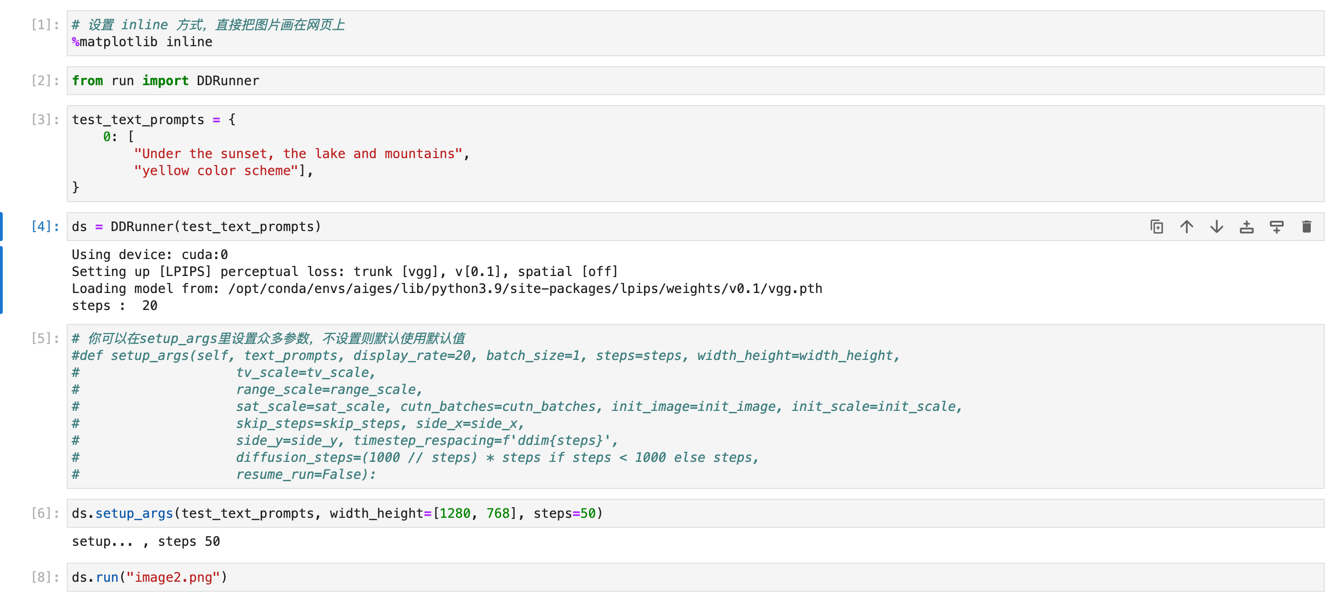 [1]: # 设置 inline 方式，直接把图片画在网页上
%matplotlib inline
[2]: from run import DDRunner
[3]: test_text_prompts = {
    0: [
        "Under the sunset, the lake and mountains",
        "yellow color scheme"],
}
[4]: ds = DDRunner(test_text_prompts)
Using device: cuda:0
Setting up [LPIPS] perceptual loss: trunk [vgg], v[0.1], spatial [off]
Loading model from: /opt/conda/envs/aiges/lib/python3.9/site-packages/lpips/weights/v0.1/vgg.pth
steps :  20
[5]: # 你可以在setup_args里设置众多参数，不设置则默认使用默认值
#def setup_args(self, text_prompts, display_rate=20, batch_size=1, steps=steps, width_height=width_height,
#                    tv_scale=tv_scale,
#                    range_scale=range_scale,
#                    sat_scale=sat_scale, cutn_batches=cutn_batches, init_image=init_image, init_scale=init_scale,
#                    skip_steps=skip_steps, side_x=side_x,
#                    side_y=side_y, timestep_respacing=f'ddim{steps}',
#                    diffusion_steps=(1000 // steps) * steps if steps < 1000 else steps,
#                    resume_run=False):
[6]: ds.setup_args(test_text_prompts, width_height=[1280, 768], steps=50)
setup... , steps 50
[8]: ds.run("image2.png")